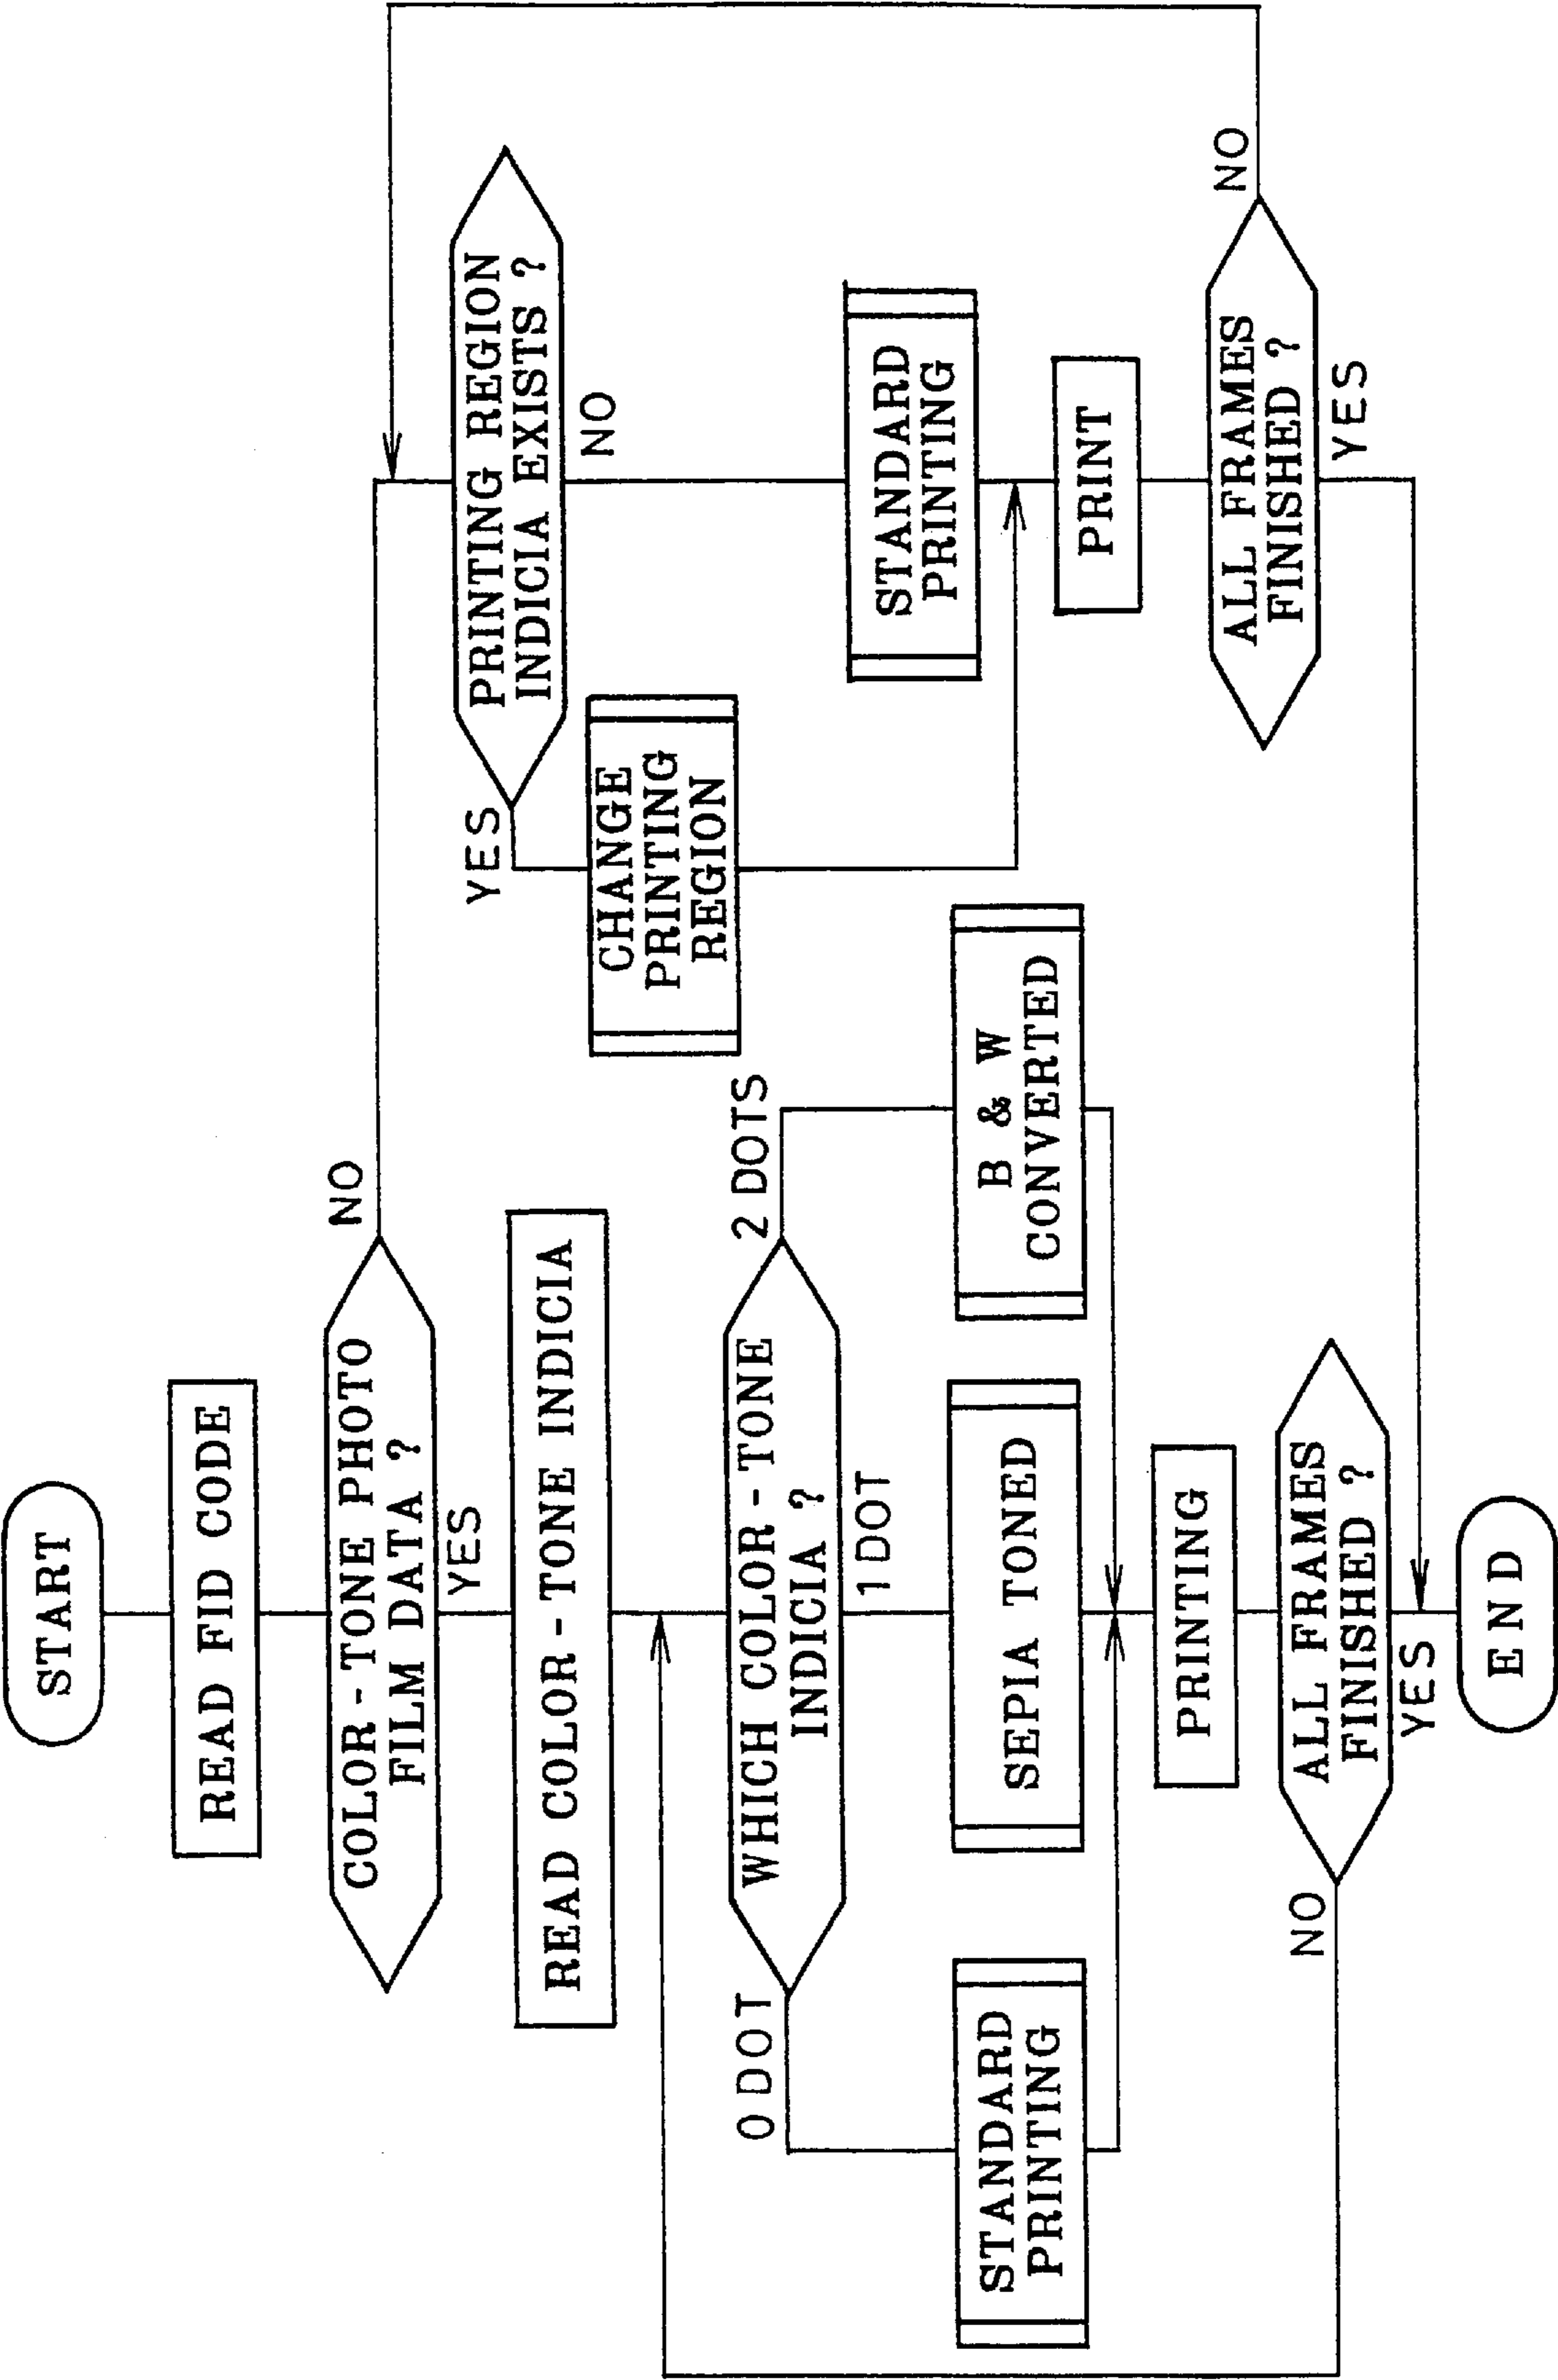 START
READ FID CODE
COLOR-TONE PHOTO
FILM DATA ?
NO
YES
READ COLOR-TONE INDICIA
WHICH COLOR-TONE
INDICIA ?
0 DOT
1 DOT
2 DOTS
STANDARD
PRINTING
SEPIA TONED
B & W
CONVERTED
PRINTING
ALL FRAMES
FINISHED ?
NO
YES
END
PRINTING REGION
INDICIA EXISTS ?
YES
NO
CHANGE
PRINTING
REGION
STANDARD
PRINTING
PRINT
ALL FRAMES
FINISHED ?
NO
YES